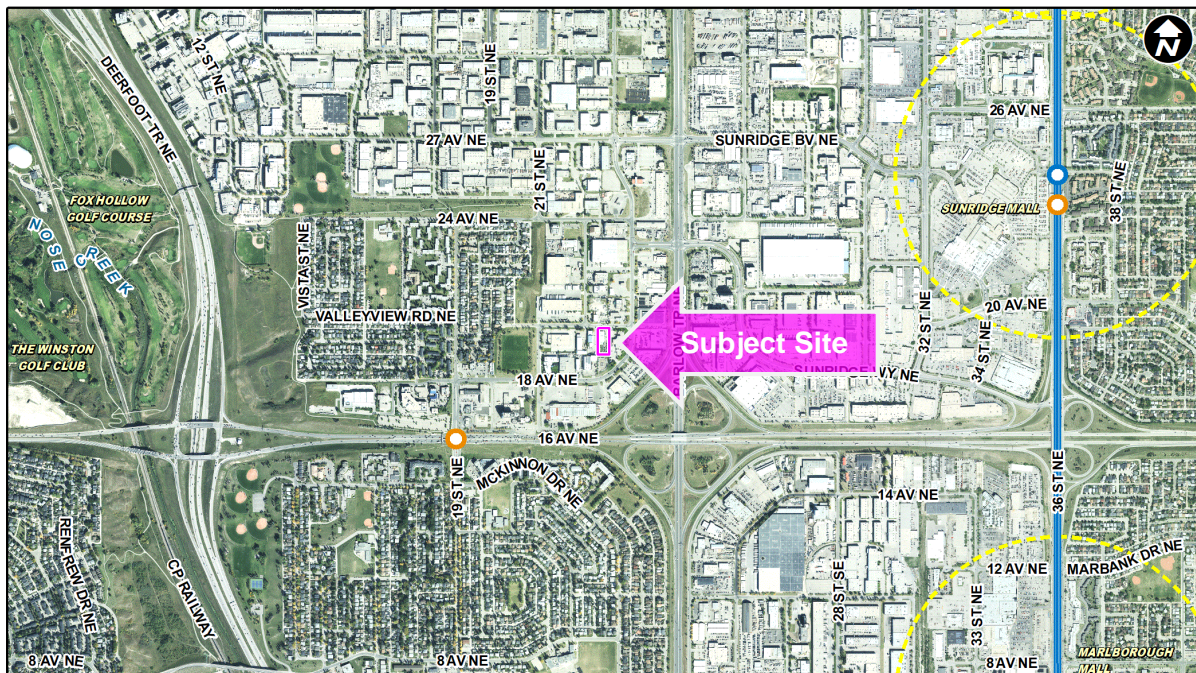 N
12 ST NE
DEERFOOT TR NE
19 ST NE
26 AV NE
27 AV NE
SUNRIDGE BV NE
21 ST NE
38 ST NE
FOX HOLLOW
GOLF COURSE
SUNRIDGE MALL
24 AV NE
NOSE
CREEK
VISTA ST NE
BARLOW TR NE
20 AV NE
VALLEYVIEW RD NE
32 ST NE
Subject Site
34 ST NE
THE WINSTON
GOLF CLUB
18 AV NE
SUNRIDGE WY NE
16 AV NE
19 ST NE
MCKINNON DR NE
36 ST NE
14 AV NE
RENFREW DR NE
CP RAILWAY
28 ST SE
12 AV NE
MARBANK DR NE
33 ST NE
8 AV NE
8 AV NE
8 AV NE
MARLBOROUGH
MALL